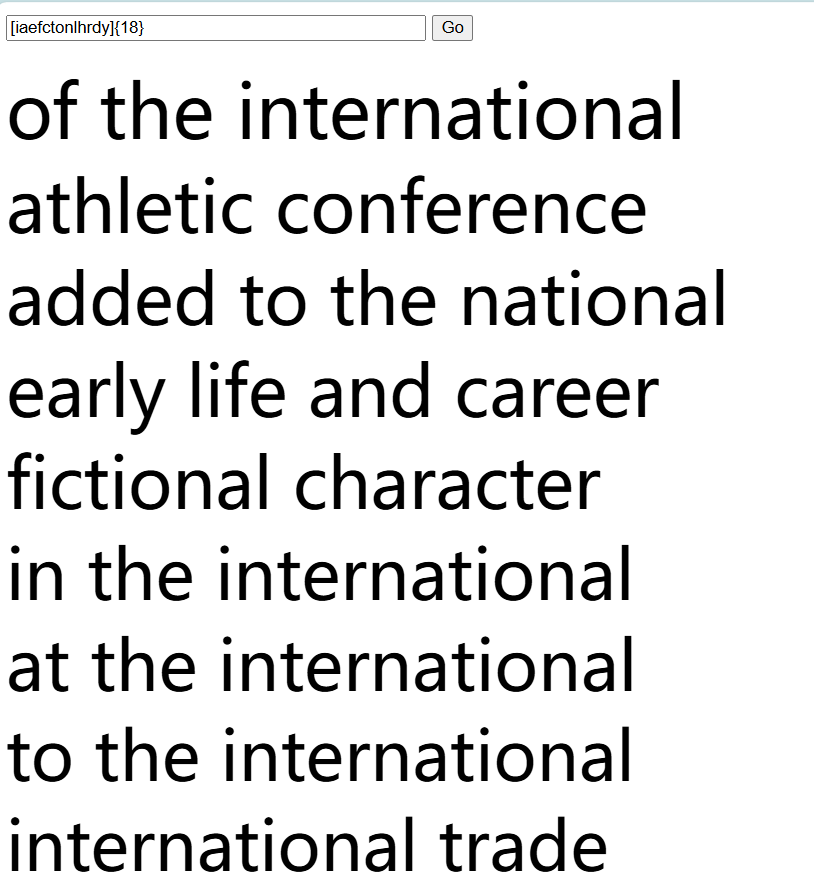 [iaefctonlhrdy]{18} Go
of the international
athletic conference
added to the national
early life and career
fictional character
in the international
at the international
to the international
international trade